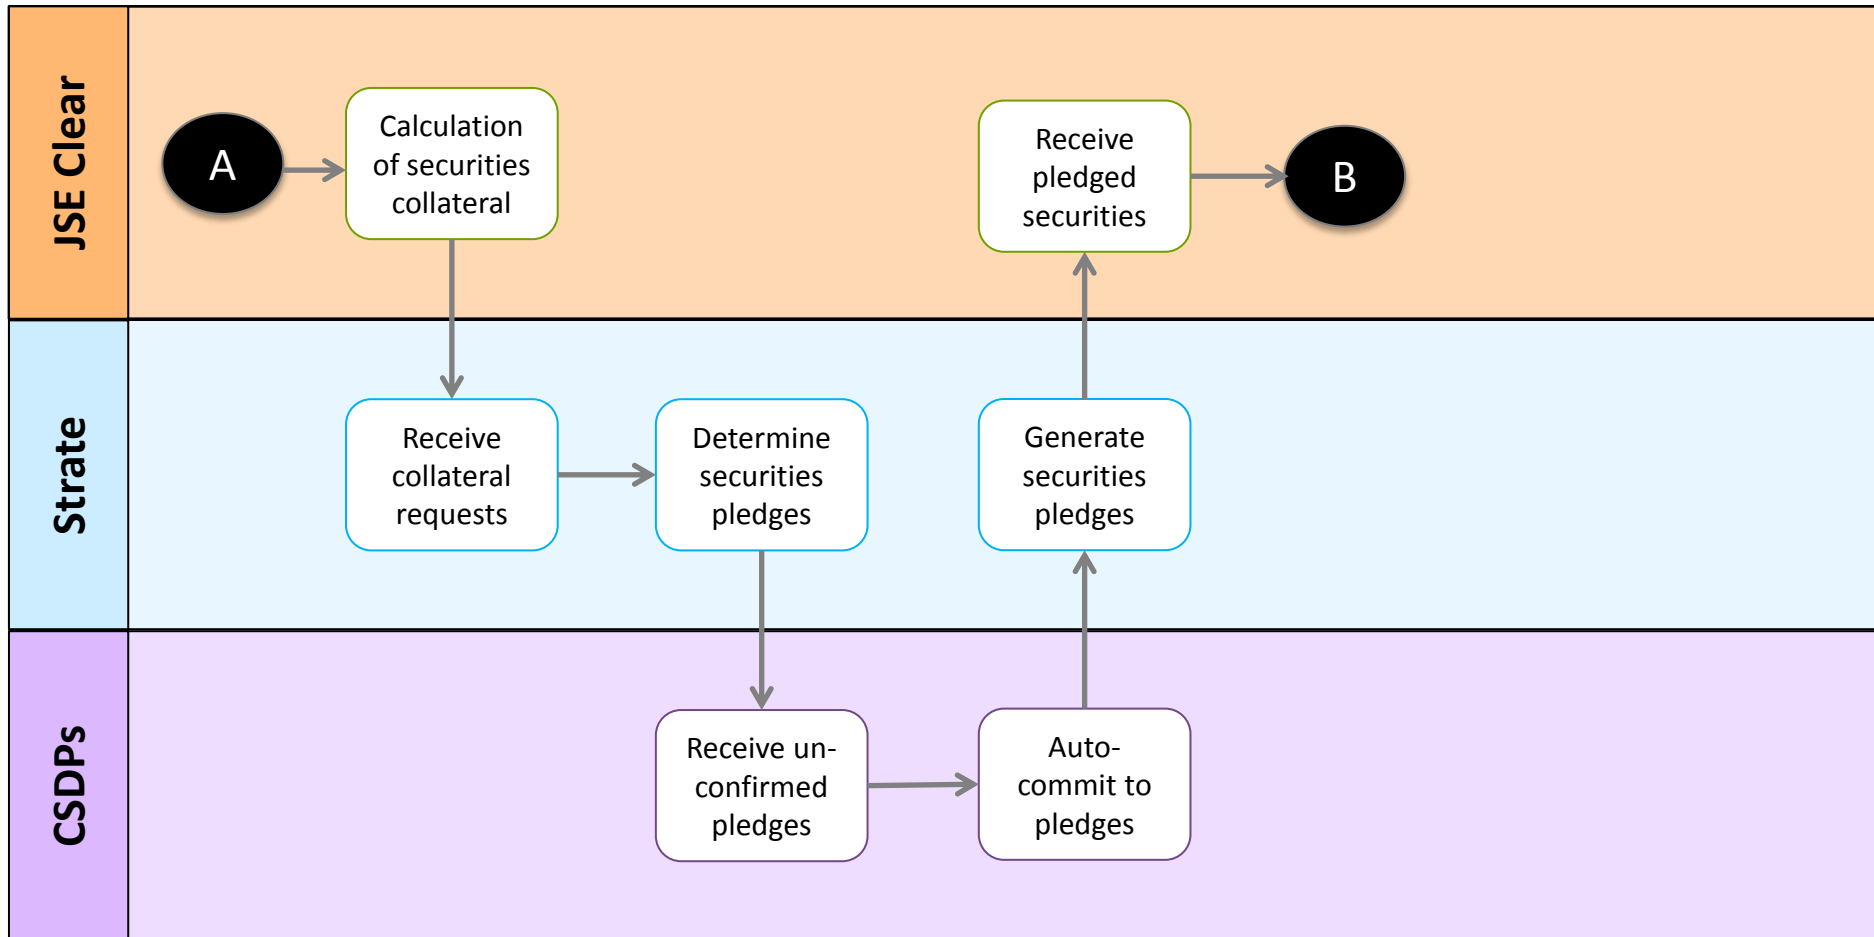 JSE Clear
A
Calculation
of securities
collateral
Receive
pledged
securities
B
Strate
Receive
collateral
requests
Determine
securities
pledges
Generate
securities
pledges
CSDPs
Receive un-
confirmed
pledges
Auto-
commit to
pledges